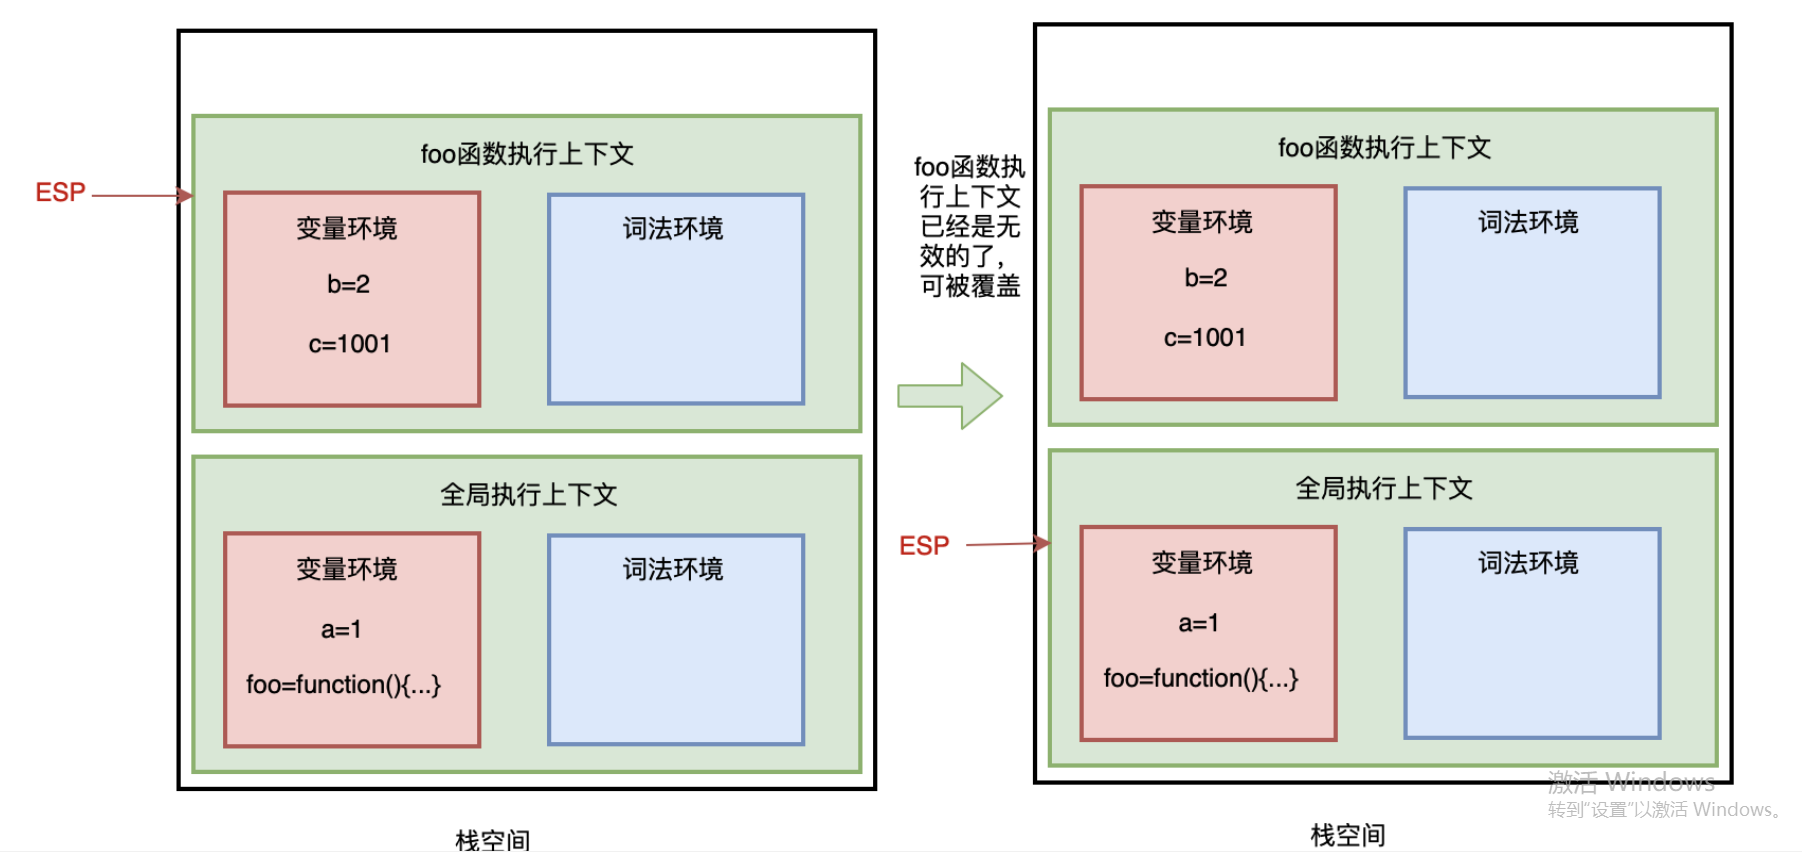 foo函数执行上下文
ESP
变量环境
词法环境
b=2
c=1001
全局执行上下文
变量环境
词法环境
a=1
foo=function(){...}
栈空间
foo函数执
行上下文
已经是无
效的了，
可被覆盖
foo函数执行上下文
变量环境
词法环境
b=2
c=1001
全局执行上下文
ESP
变量环境
词法环境
a=1
foo=function(){...}
栈空间
激活 Windows
转到“设置”以激活 Windows。